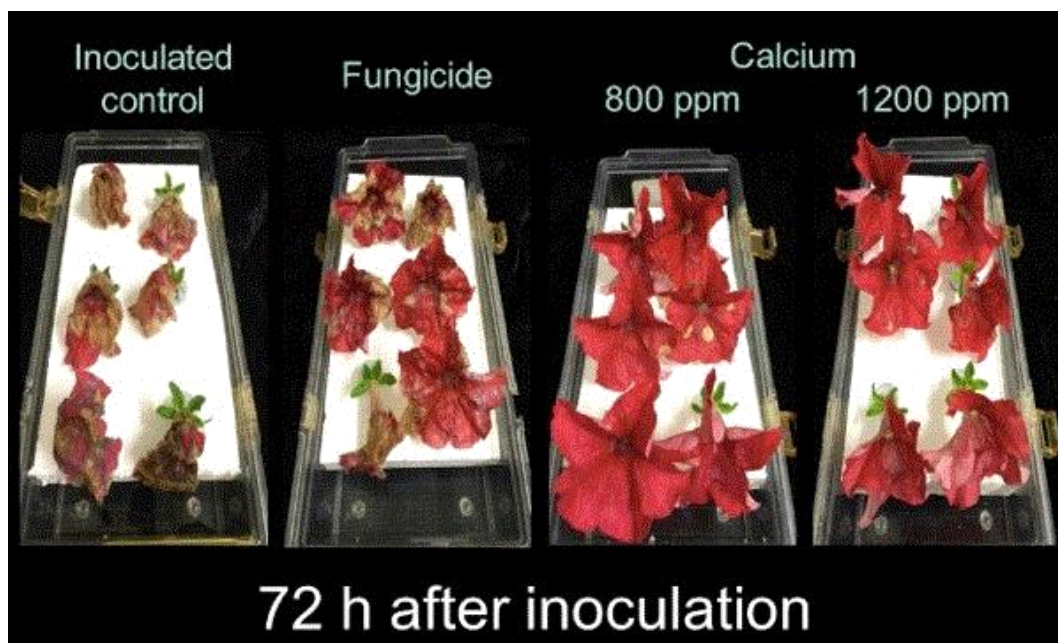 Inoculated
control
Fungicide
Calcium
800 ppm
1200 ppm
72 h after inoculation